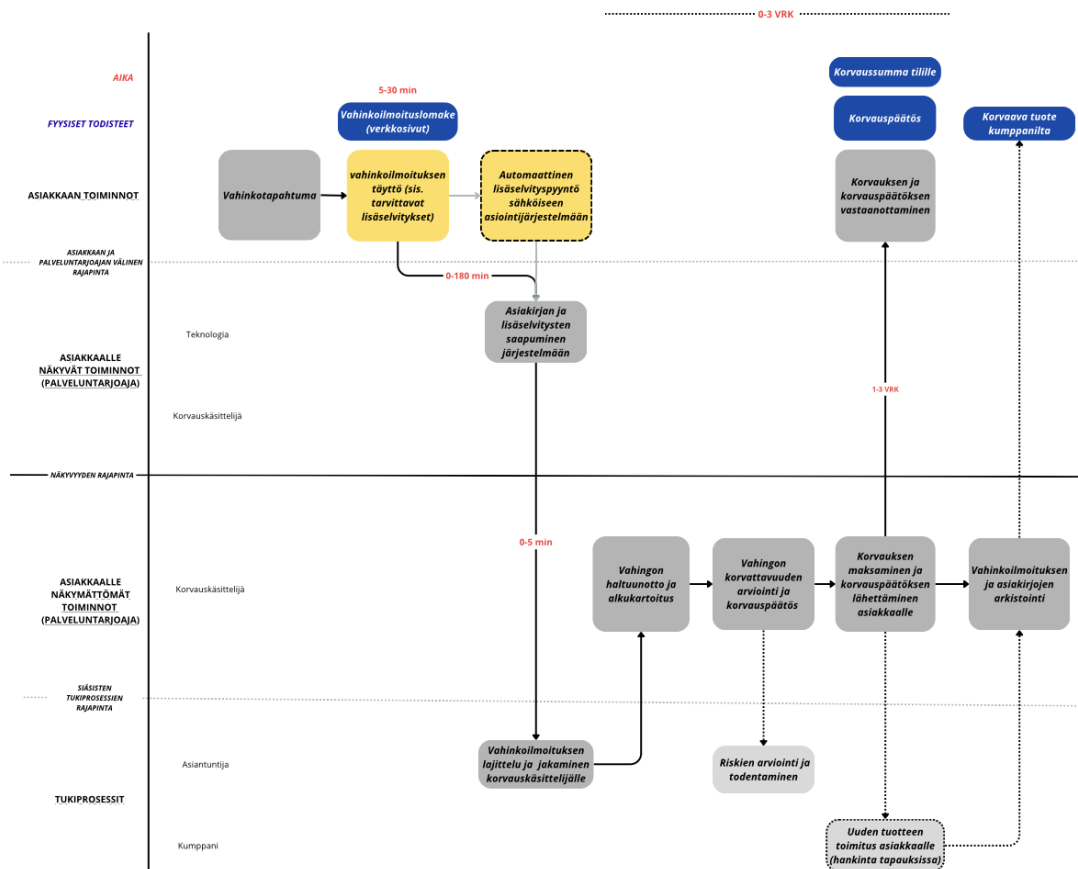 0-3 VRK
AIKA
5-30 min
Korvaussumma tilille
FYYSISET TODISTEET
Vahinkoilmoituslomake
(verkkosivut)
Korvauspäätös
Korvaava tuote
kumppanilta
ASIAKKAAN TOIMINNOT
Vahinkotapahtuma
vahinkoilmoituksen
täyttö (sis.
tarvittavat
lisäselvitykset)
Automaattinen
lisäselvityspyyntö
sähköiseen
asiointijärjestelmään
Korvauksen ja
korvauspäätöksen
vastaanottaminen
ASIAKKAAN JA
PALVELUNTARJOAJAN VÄLINEN
RAJAPINTA
0-180 min
Teknologia
Asiakirjan ja
lisäselvitysten
saapuminen
järjestelmään
ASIAKKAALLE
NÄKYVÄT TOIMINNOT
(PALVELUNTARJOAJA)
1-3 VRK
Korvauskäsittelijä
NÄKYVYYDEN RAJAPINTA
0-5 min
ASIAKKAALLE
NÄKYMÄTTÖMÄT
TOIMINNOT
(PALVELUNTARJOAJA)
Korvauskäsittelijä
Vahingon
haltuunotto ja
alkukartoitus
Vahingon
korvattavuuden
arviointi ja
korvauspäätös
Korvauksen
maksaminen ja
korvauspäätöksen
lähettäminen
asiakkaalle
Vahinkoilmoituksen
ja asiakirjojen
arkistointi
SIÄSISTEN
TUKIPROSESSIEN
RAJAPINTA
Asiantuntija
Vahinkoilmoituksen
lajittelu ja jakaminen
korvauskäsittelijälle
Riskien arviointi ja
todentaminen
TUKIPROSESSIT
Kumppani
Uuden tuotteen
toimitus asiakkaalle
(hankinta tapauksissa)